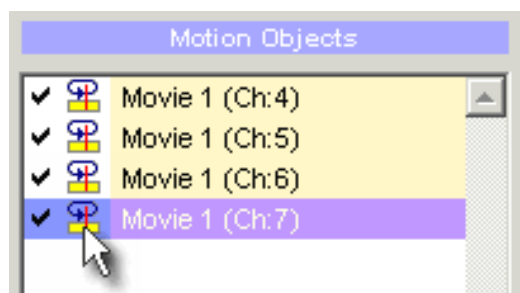 Motion Objects
Movie 1 (Ch:4)
Movie 1 (Ch:5)
Movie 1 (Ch:6)
Movie 1 (Ch:7)